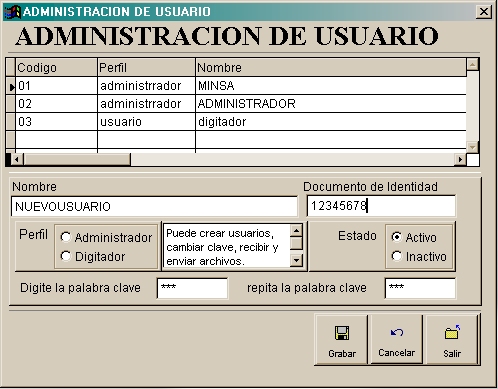 ADMINISTRACION DE USUARIO
ADMINISTRACION DE USUARIO
Codigo Perfil Nombre
01 administrrador MINSA
02 administrrador ADMINISTRADOR
03 usuario digitador
Nombre Documento de Identidad
NUEVOUSUARIO 12345678
Perfil Administrador Digitador
Puede crear usuarios,
cambiar clave, recibir y
enviar archivos.
Estado Activo Inactivo
Digite la palabra clave *** repita la palabra clave ***
Grabar Cancelar Salir